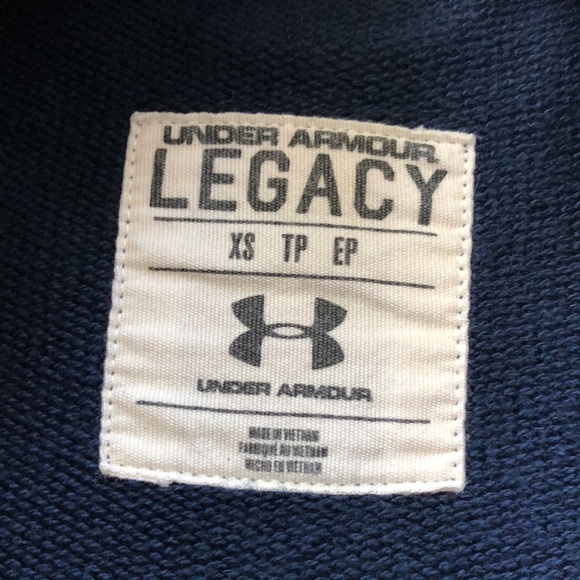 UNDER ARMOUR
LEGACY
XS TP EP
UNDER ARMOUR
MADE IN VIETNAM
FABRIQUÉ AU VIETNAM
HECHO EN VIETNAM